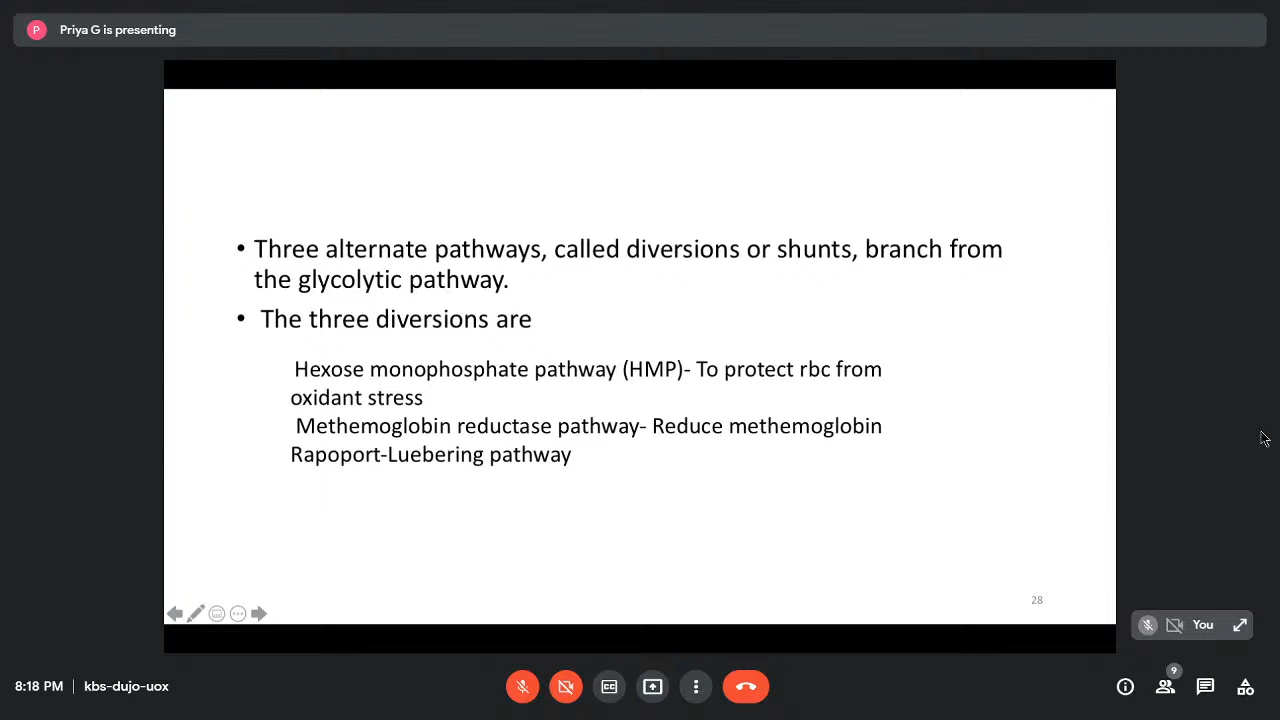 P Priya G is presenting
• Three alternate pathways, called diversions or shunts, branch from
the glycolytic pathway.
• The three diversions are
Hexose monophosphate pathway (HMP)- To protect rbc from
oxidant stress
Methemoglobin reductase pathway- Reduce methemoglobin
Rapoport-Luebering pathway
28
You
8:18 PM | kbs-dujo-uox
CC
9